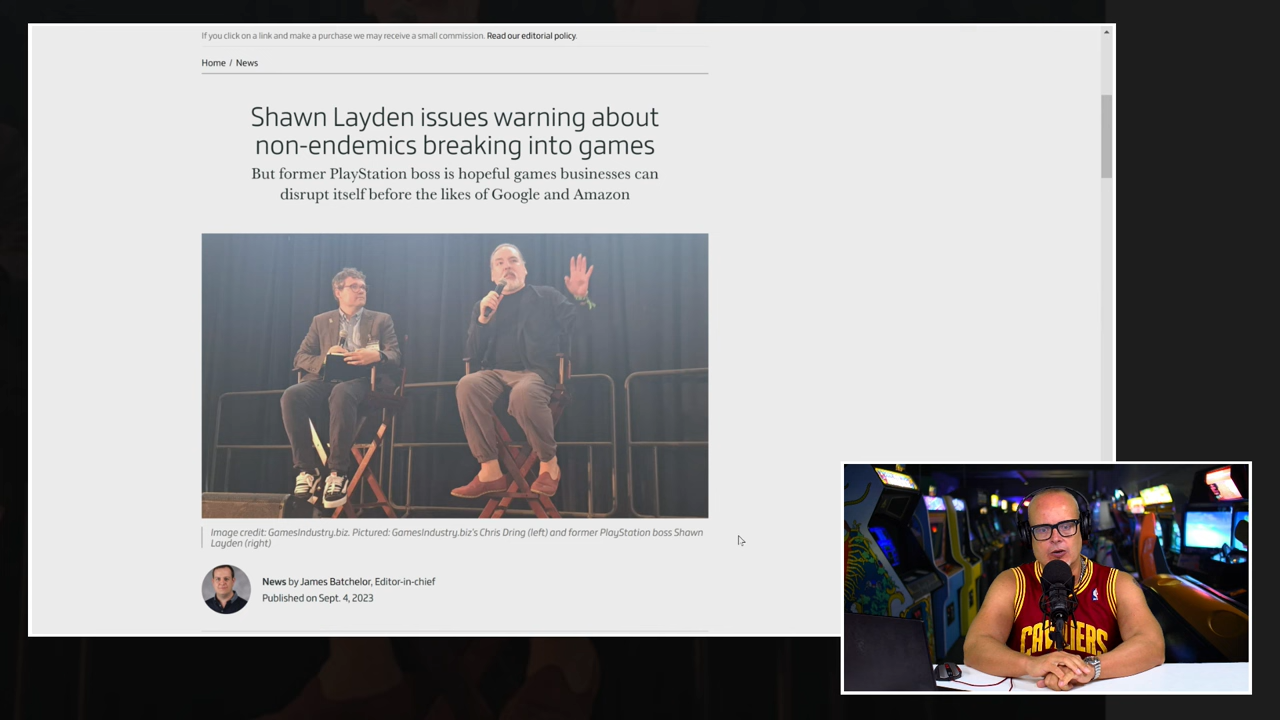 If you click on a link and make a purchase we may receive a small commission. Read our editorial policy.
Home / News
Shawn Layden issues warning about
non-endemics breaking into games
But former PlayStation boss is hopeful games businesses can
disrupt itself before the likes of Google and Amazon
Image credit: GamesIndustry.biz. Pictured: GamesIndustry.biz's Chris Dring (left) and former PlayStation boss Shawn
Layden (right)
News by James Batchelor, Editor-in-chief
Published on Sept. 4, 2023
CAVALIERS